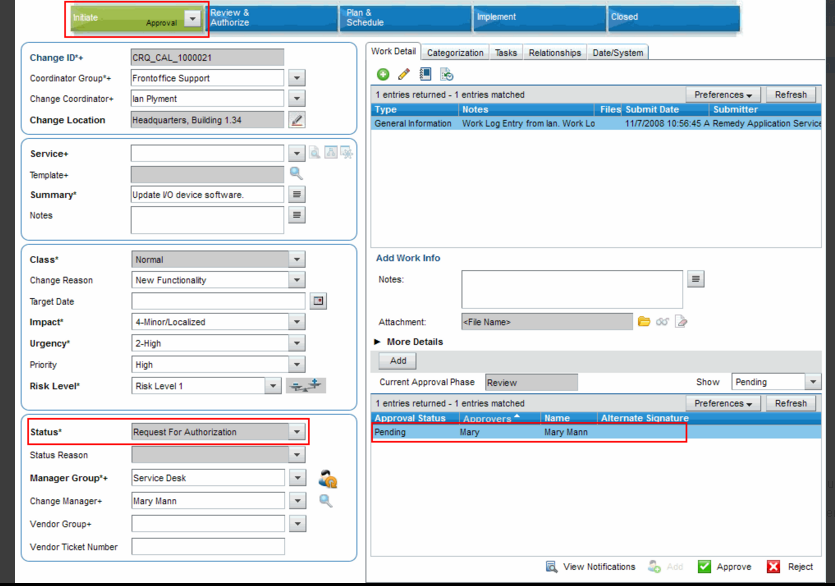 Initiate
Approval
Review &
Authorize
Plan &
Schedule
Implement
Closed
Change ID*+
CRQ_CAL_1000021
Coordinator Group*+
Frontoffice Support
Change Coordinator+
Ian Plyment
Change Location
Headquarters, Building 1.34
Service+
Template+
Summary*
Update I/O device software.
Notes
Class*
Normal
Change Reason
New Functionality
Target Date
Impact*
4-Minor/Localized
Urgency*
2-High
Priority
High
Risk Level*
Risk Level 1
Status*
Request For Authorization
Status Reason
Manager Group*+
Service Desk
Change Manager+
Mary Mann
Vendor Group+
Vendor Ticket Number
Work Detail Categorization Tasks Relationships Date/System
1 entries returned - 1 entries matched
Preferences Refresh
Type Notes Files Submit Date Submitter
General Information Work Log Entry from Ian. Work Lo 11/7/2008 10:56:45 A Remedy Application Service
Add Work Info
Notes:
Attachment:
<File Name>
More Details
Add
Current Approval Phase Review Show Pending
1 entries returned - 1 entries matched
Preferences Refresh
Approval Status Approvers Name Alternate Signature
Pending Mary Mary Mann
View Notifications Add Approve Reject